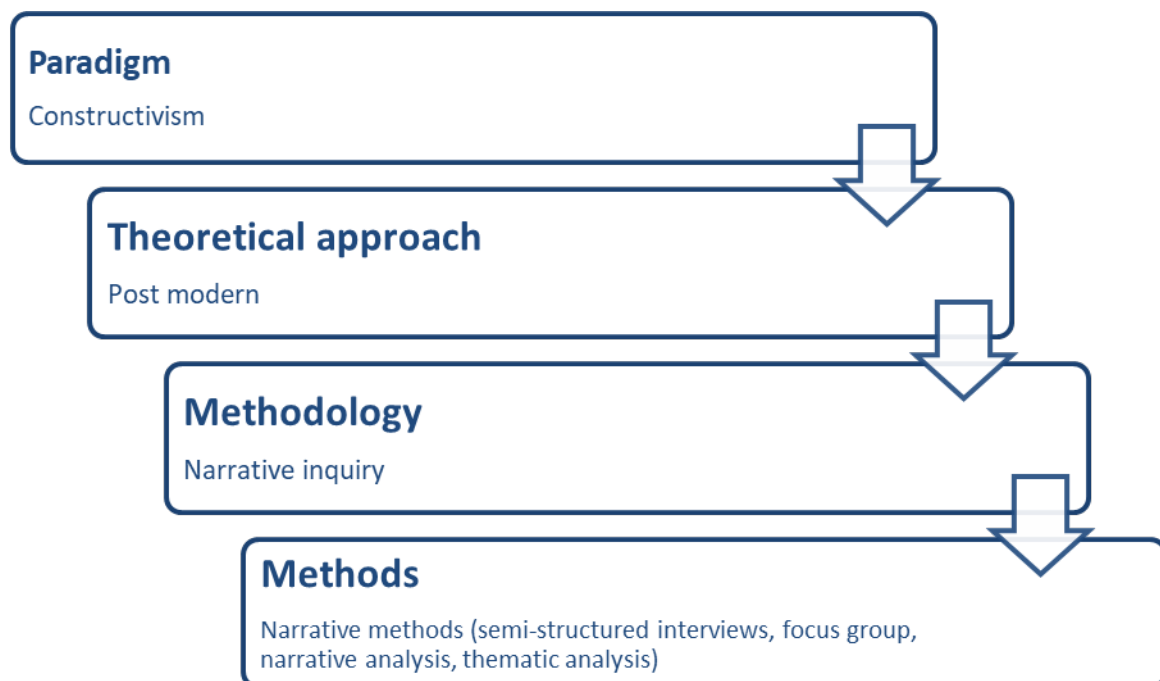 Paradigm
Constructivism
Theoretical approach
Post modern
Methodology
Narrative inquiry
Methods
Narrative methods (semi-structured interviews, focus group,
narrative analysis, thematic analysis)